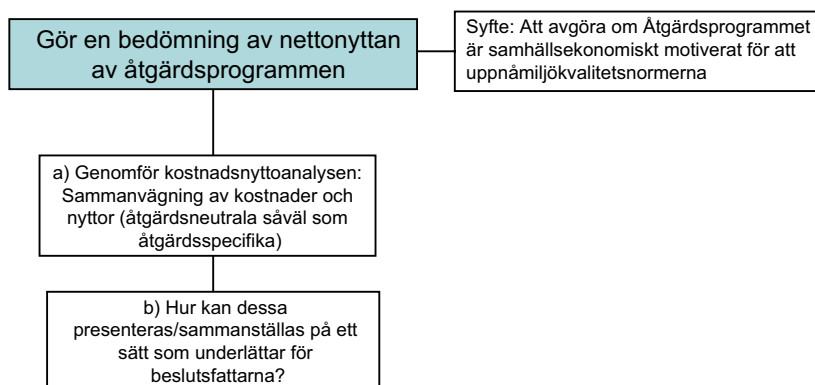 Gör en bedömning av nettonyttan
av åtgärdsprogrammen
Syfte: Att avgöra om Åtgärdsprogrammet
är samhällsekonomiskt motiverat för att
uppnåmiljökvalitetsnormerna
a) Genomför kostnadsnyttoanalysen:
Sammanvägning av kostnader och
nyttor (åtgärdsneutrala såväl som
åtgärdsspecifika)
b) Hur kan dessa
presenteras/sammanställas på ett
sätt som underlättar för
beslutsfattarna?